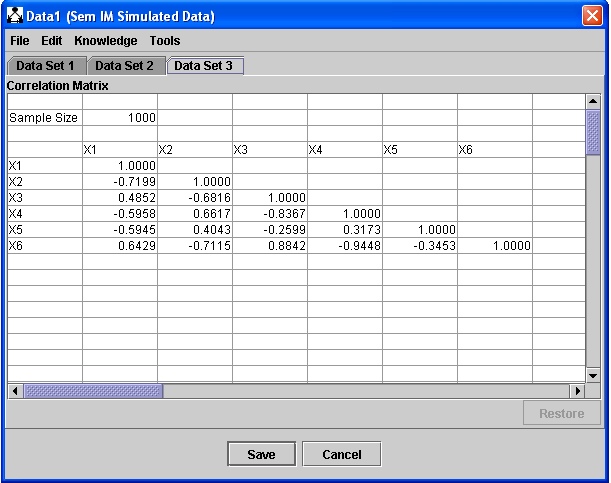 Data1 (Sem IM Simulated Data)
File Edit Knowledge Tools
Data Set 1 Data Set 2 Data Set 3
Correlation Matrix
Sample Size 1000
X1 X2 X3 X4 X5 X6
X1 1.0000
X2 -0.7199 1.0000
X3 0.4852 -0.6816 1.0000
X4 -0.5958 0.6617 -0.8367 1.0000
X5 -0.5945 0.4043 -0.2599 0.3173 1.0000
X6 0.6429 -0.7115 0.8842 -0.9448 -0.3453 1.0000
Restore
Save Cancel